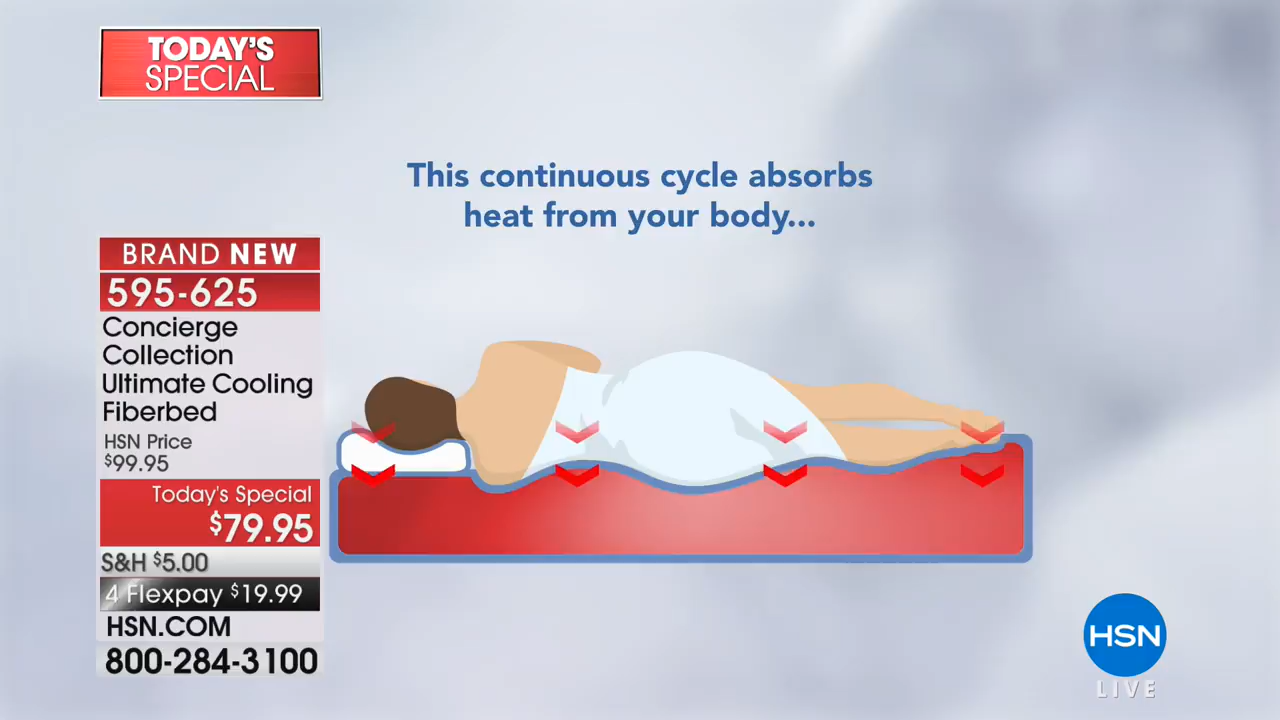 TODAY'S
SPECIAL
This continuous cycle absorbs
heat from your body...
BRAND NEW
595-625
Concierge
Collection
Ultimate Cooling
Fiberbed
HSN Price
$99.95
Today's Special
$79.95
S&H $5.00
4 Flexpay $19.99
HSN.COM
800-284-3100
HSN
LIVE